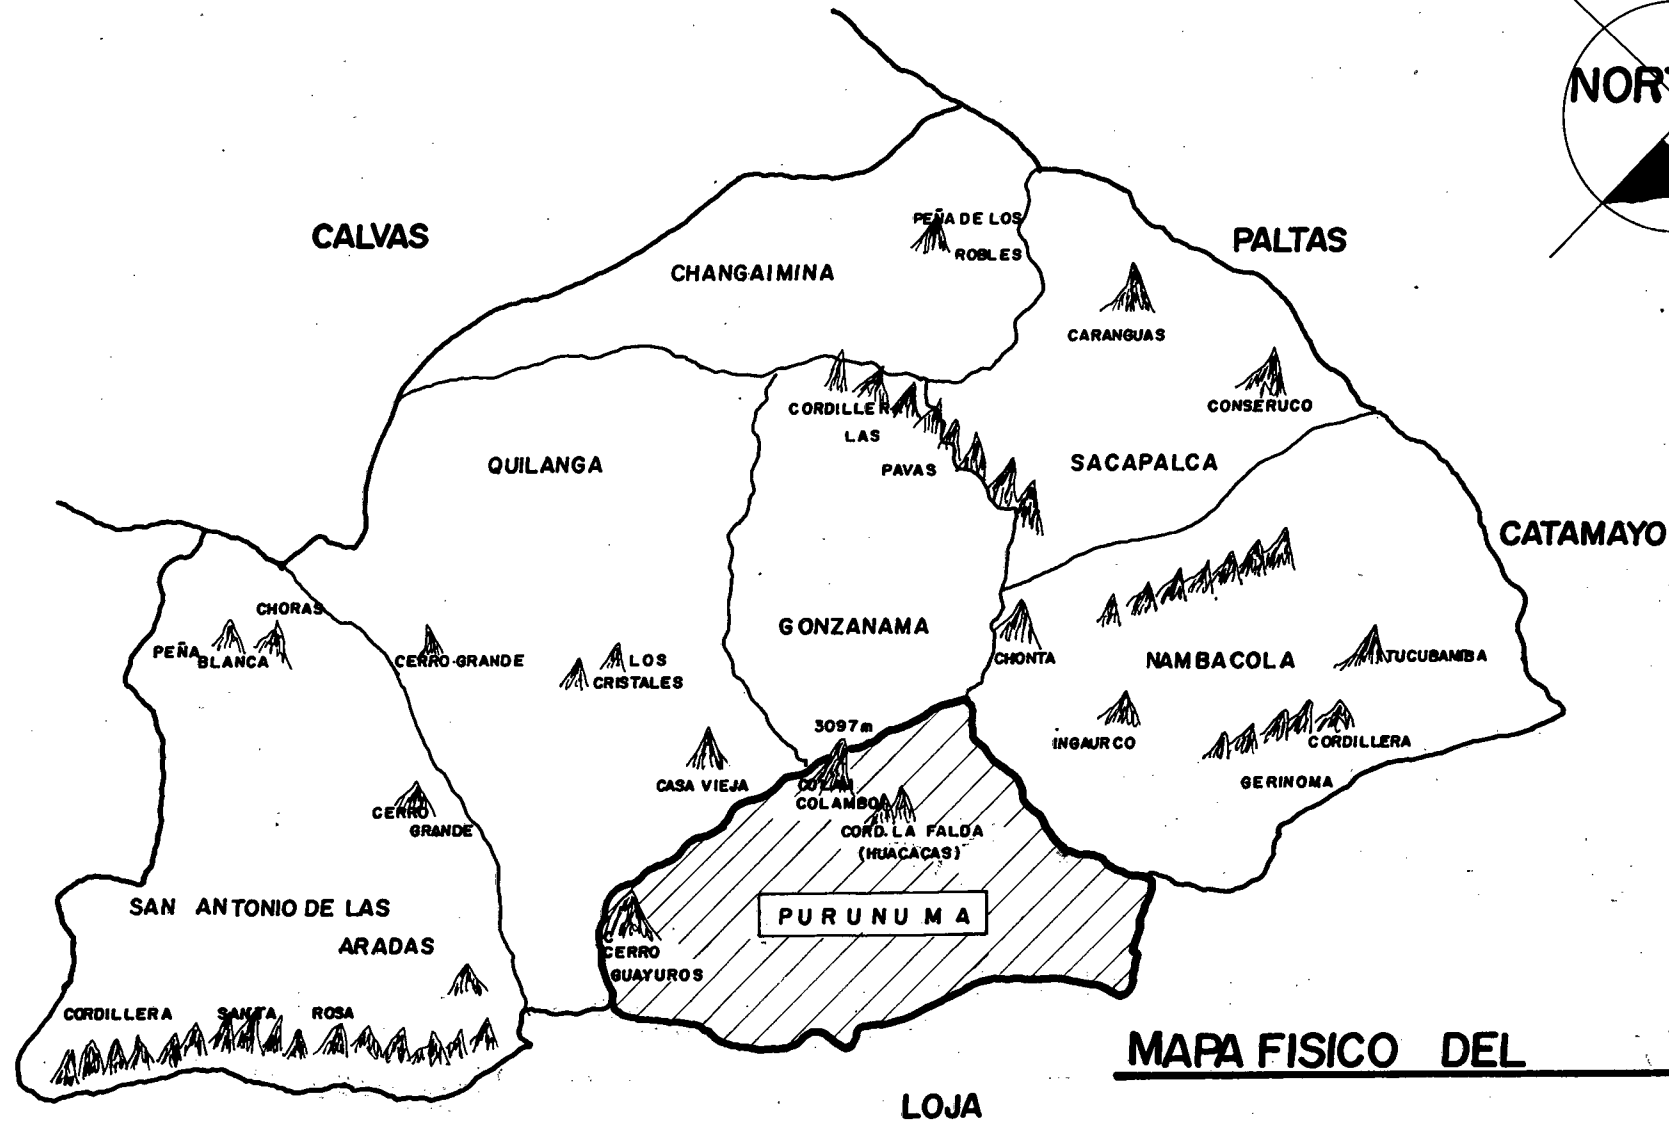 NORT
CALVAS
PEÑA DE LOS
ROBLES
PALTAS
CHANGAIMINA
CARANGUAS
CORDILLERA
LAS
PAVAS
CONSERUCO
QUILANGA
SACAPALCA
CATAMAYO
CHORAS
PEÑA
BLANCA
CERRO-GRANDE
LOS
CRISTALES
GONZANAMA
CHONTA
NAMBACOLA
TUCUBAMBA
3097m
INGAURCO
CORDILLERA
GERINOMA
CASA VIEJA
COLAMBO
CORD. LA FALDA
(HUACACAS)
CERRO
GRANDE
SAN ANTONIO DE LAS
ARADAS
PURUNUMA
C
CERRO
GUAYUROS
CORDILLERA SANTA ROSA
MAPA FISICO DEL
LOJA